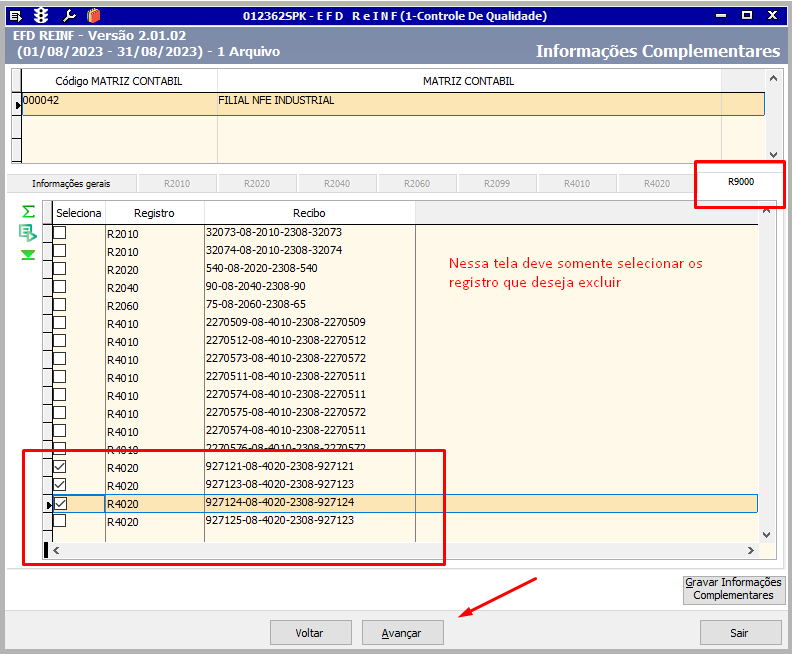 012362SPK - E F D  R e I N F (1-Controle De Qualidade)
EFD REINF - Versão 2.01.02
(01/08/2023 - 31/08/2023) - 1 Arquivo
Informações Complementares
Código MATRIZ CONTABIL MATRIZ CONTABIL
000042 FILIAL NFE INDUSTRIAL
Informações gerais R2010 R2020 R2040 R2060 R2099 R4010 R4020 R9000
Seleciona Registro Recibo
R2010 32073-08-2010-2308-32073
R2010 32074-08-2010-2308-32074
R2020 540-08-2020-2308-540
R2040 90-08-2040-2308-90
R2060 75-08-2060-2308-65
R4010 2270509-08-4010-2308-2270509
R4010 2270512-08-4010-2308-2270512
R4010 2270573-08-4010-2308-2270572
R4010 2270511-08-4010-2308-2270511
R4010 2270574-08-4010-2308-2270511
R4010 2270575-08-4010-2308-2270572
R4010 2270574-08-4010-2308-2270511
R4010 2270576-08-4010-2308-2270572
R4020 927121-08-4020-2308-927121
R4020 927123-08-4020-2308-927123
R4020 927124-08-4020-2308-927124
R4020 927125-08-4020-2308-927123
Nessa tela deve somente selecionar os
registro que deseja excluir
Gravar Informações
Complementares
Voltar Avançar Sair